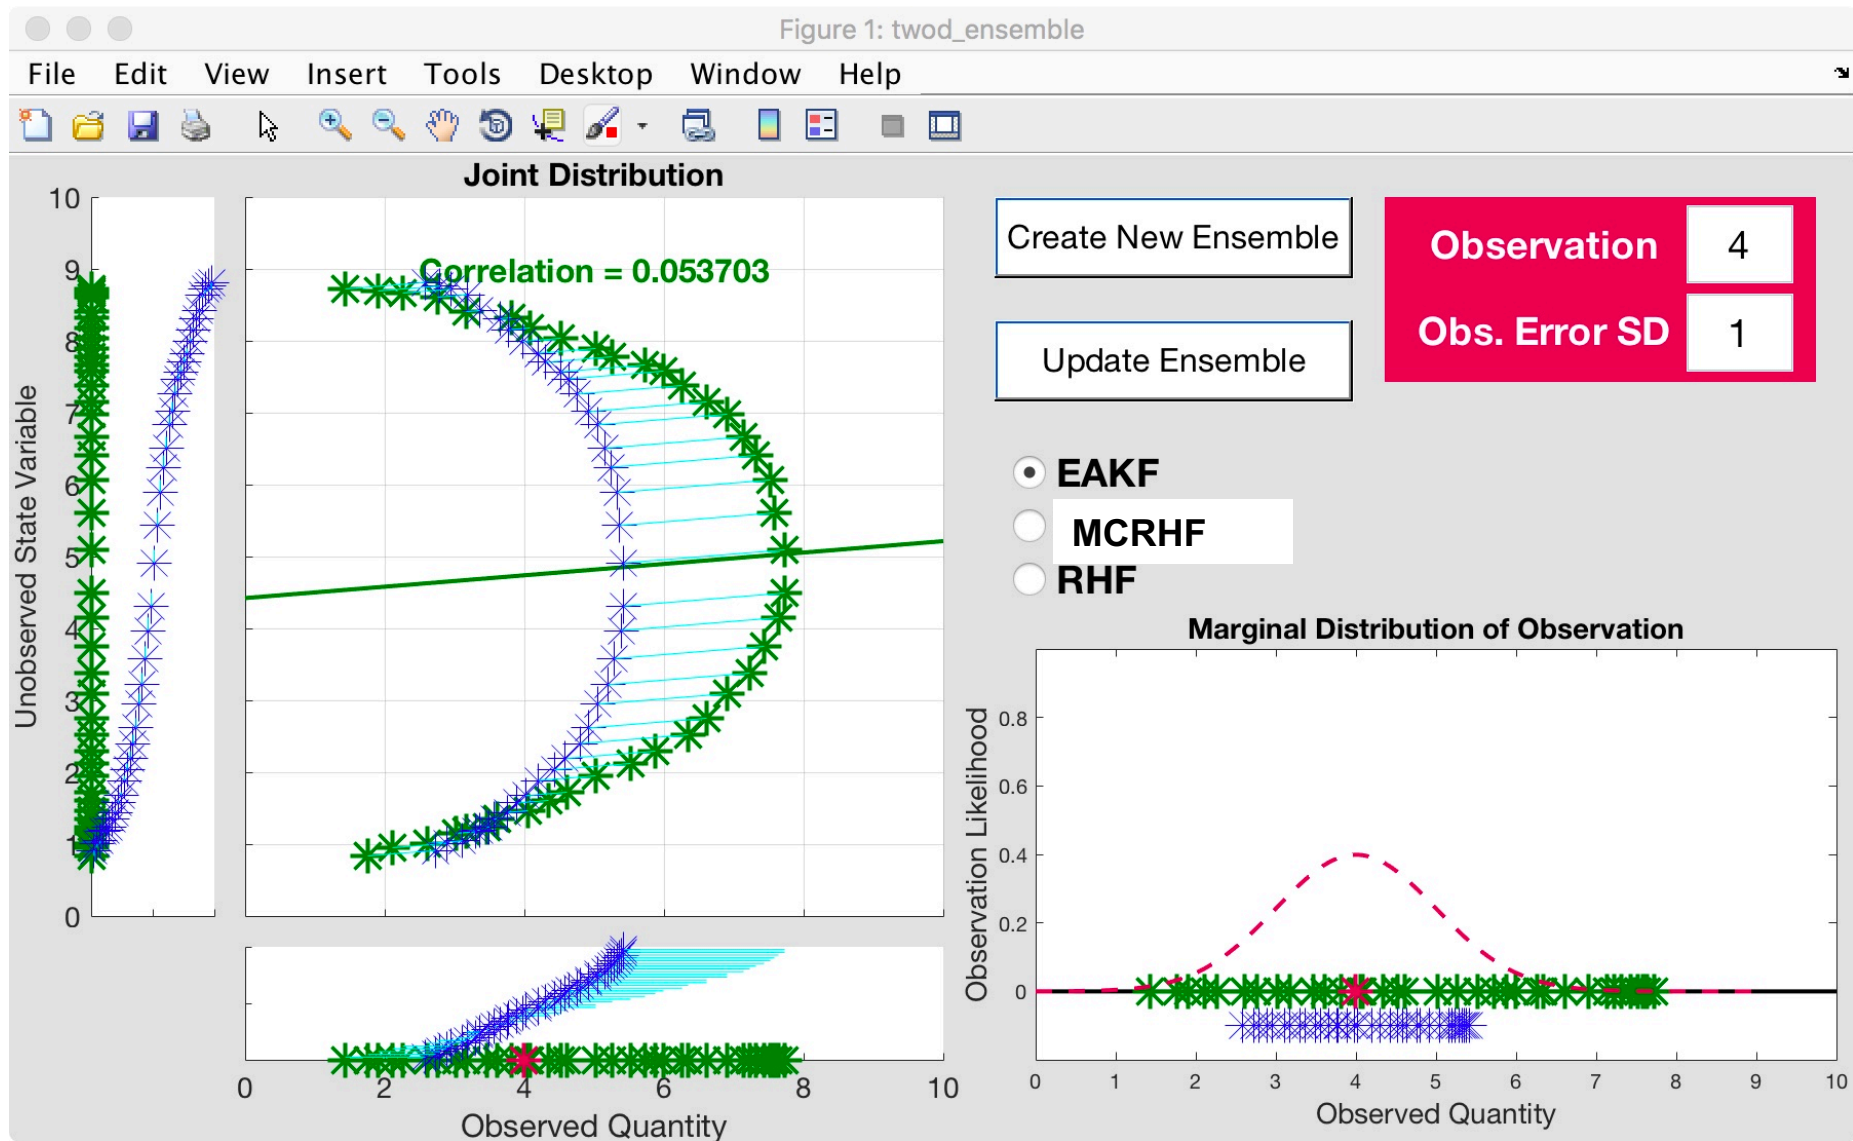 Figure 1: twod_ensemble
File Edit View Insert Tools Desktop Window Help
Joint Distribution
Unobserved State Variable
10
9
8
7
6
5
4
3
2
1
0
Correlation = 0.053703
0 2 4 6 8 10
Observed Quantity
Create New Ensemble
Update Ensemble
Observation 4
Obs. Error SD 1
EAKF
MCRHF
RHF
Marginal Distribution of Observation
Observation Likelihood
0.8
0.6
0.4
0.2
0
0 1 2 3 4 5 6 7 8 9 10
Observed Quantity